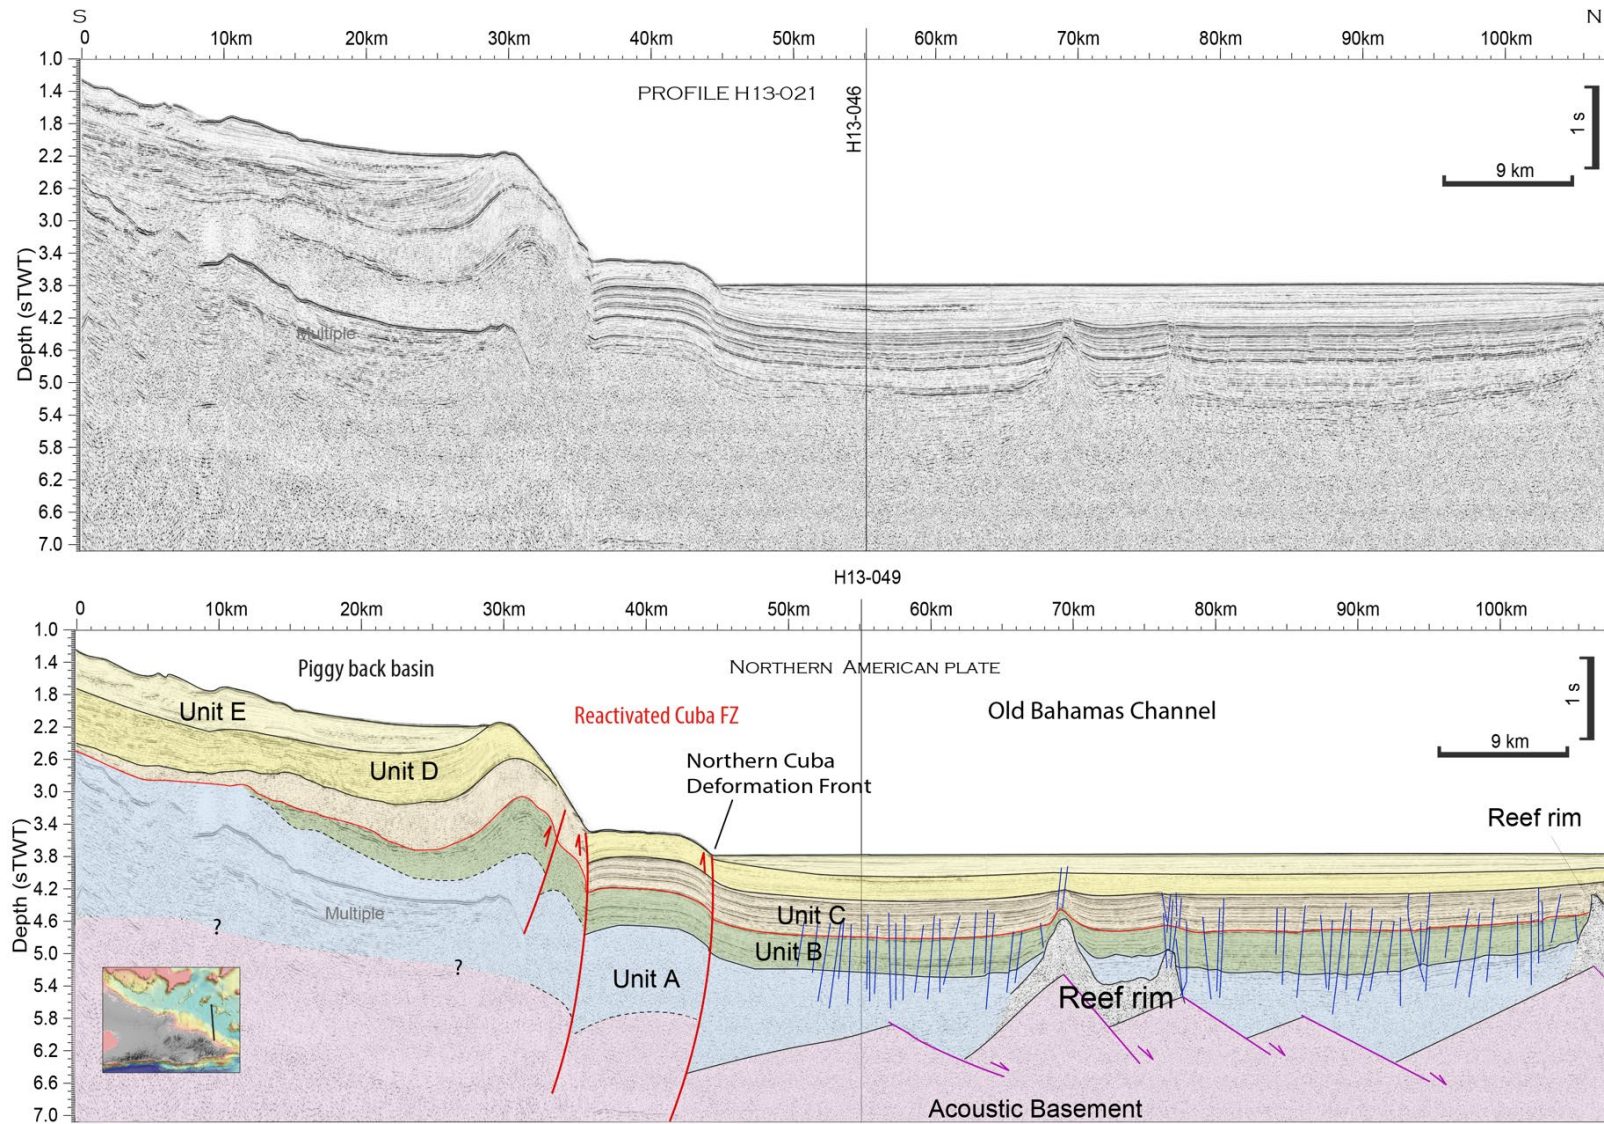 S
N
0 10km 20km 30km 40km 50km 60km 70km 80km 90km 100km
1.0
1.4
1.8
2.2
2.6
3.0
3.4
3.8
4.2
4.6
5.0
5.4
5.8
6.2
6.6
7.0
Depth (sTWT)
PROFILE H13-021
H13-046
1 s
9 km
Multiple
H13-049
0 10km 20km 30km 40km 50km 60km 70km 80km 90km 100km
1.0
1.4
1.8
2.2
2.6
3.0
3.4
3.8
4.2
4.6
5.0
5.4
5.8
6.2
6.6
7.0
Depth (sTWT)
Piggy back basin
NORTHERN AMERICAN PLATE
1 s
Unit E
Reactivated Cuba FZ
Old Bahamas Channel
9 km
Unit D
Northern Cuba
Deformation Front
Reef rim
Multiple
Unit C
?
Unit B
?
Unit A
Reef rim
Acoustic Basement